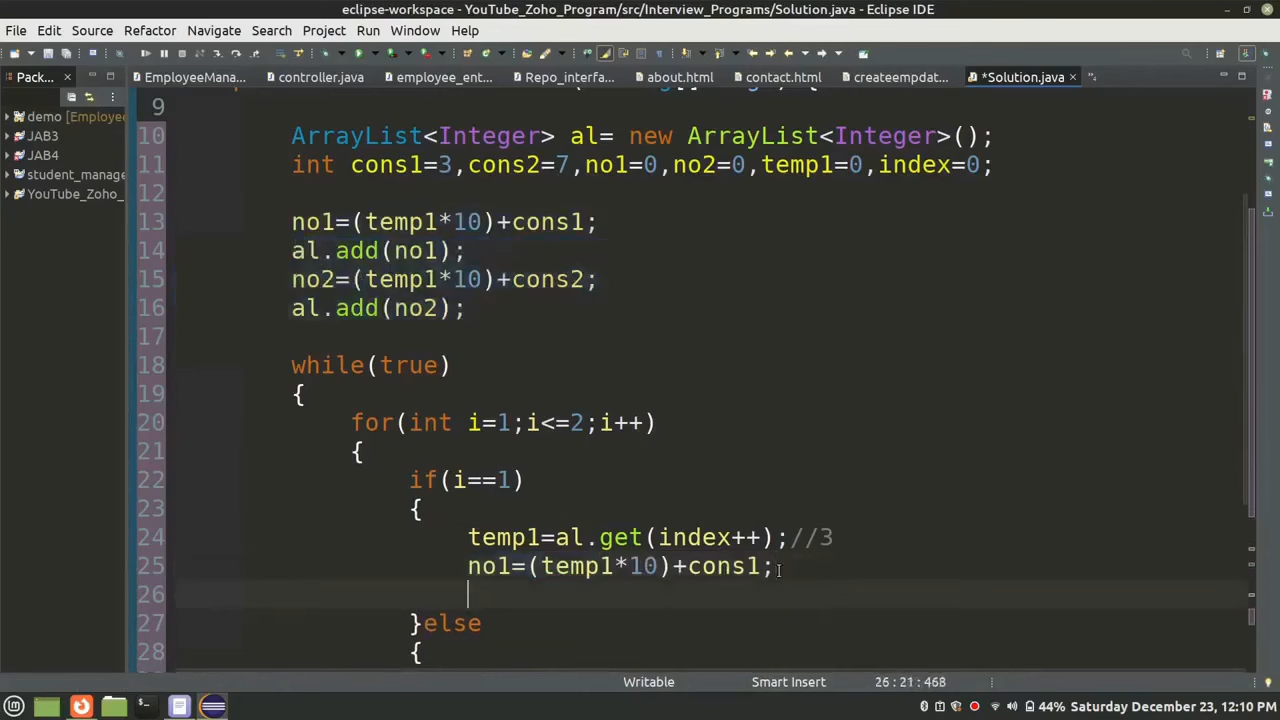 eclipse-workspace - YouTube_Zoho_Program/src/Interview_Programs/Solution.java - Eclipse IDE
File Edit Source Refactor Navigate Search Project Run Window Help
Pack... EmployeeMana... controller.java employee_ent... Repo_interfa... about.html contact.html createempdat... *Solution.java
demo [Employee
JAB3
JAB4
student_manage
YouTube_Zoho_
9
10 ArrayList<Integer> al= new ArrayList<Integer>();
11 int cons1=3,cons2=7,no1=0,no2=0,temp1=0,index=0;
12
13 no1=(temp1*10)+cons1;
14 al.add(no1);
15 no2=(temp1*10)+cons2;
16 al.add(no2);
17
18 while(true)
19 {
20 for(int i=1;i<=2;i++)
21 {
22 if(i==1)
23 {
24 temp1=al.get(index++);//3
25 no1=(temp1*10)+cons1;
26
27 }else
28 {
Writable Smart Insert 26 : 21 : 468
44% Saturday December 23, 12:10 PM